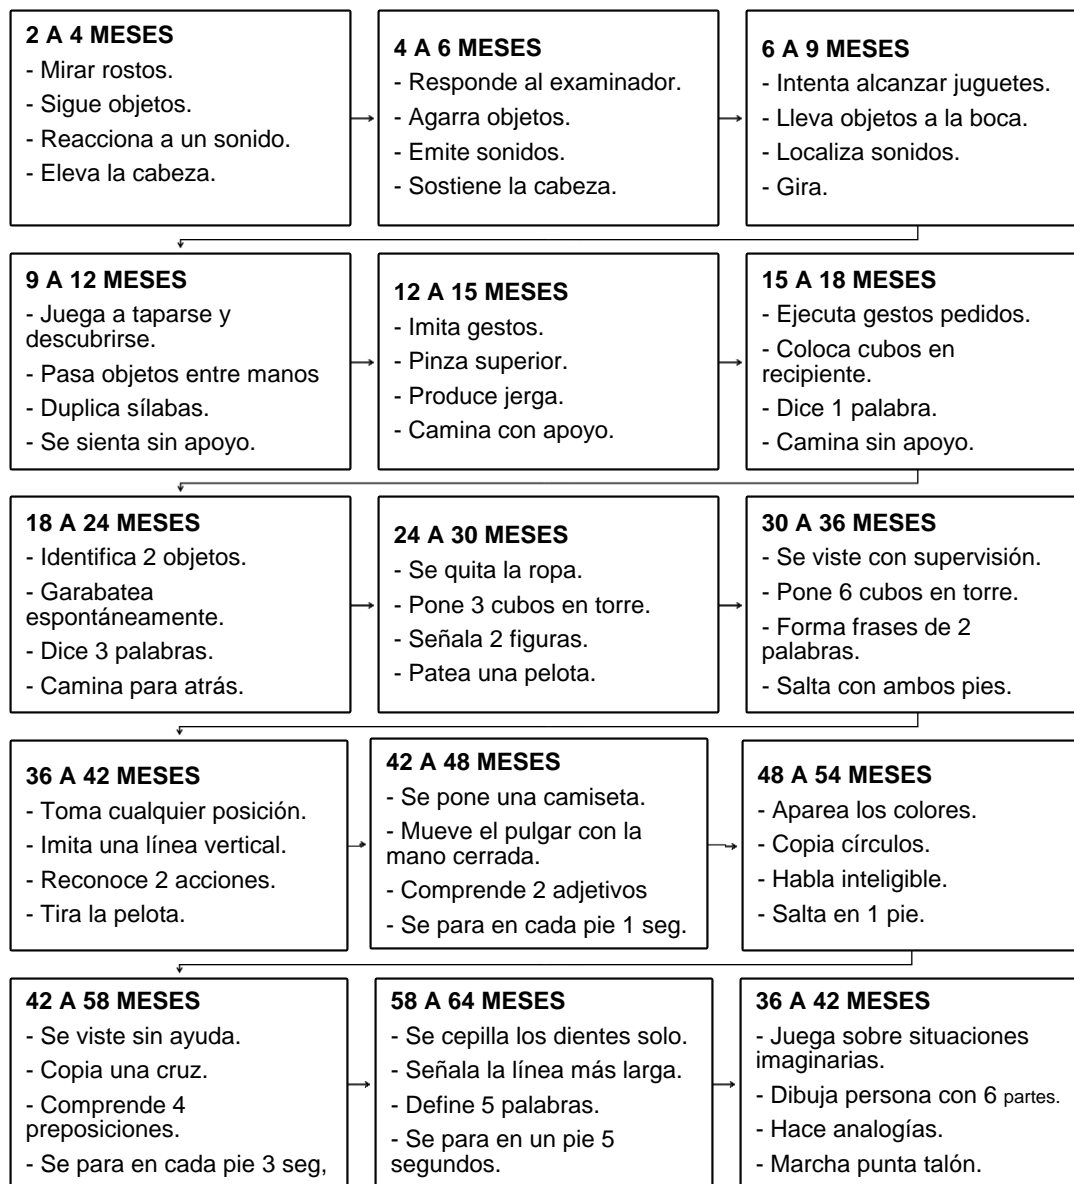 2 A 4 MESES
- Mirar rostos.
- Sigue objetos.
- Reacciona a un sonido.
- Eleva la cabeza.
4 A 6 MESES
- Responde al examinador.
- Agarra objetos.
- Emite sonidos.
- Sostiene la cabeza.
6 A 9 MESES
- Intenta alcanzar juguetes.
- Lleva objetos a la boca.
- Localiza sonidos.
- Gira.
9 A 12 MESES
- Juega a taparse y
descubrirse.
- Pasa objetos entre manos
- Duplica sílabas.
- Se sienta sin apoyo.
12 A 15 MESES
- Imita gestos.
- Pinza superior.
- Produce jerga.
- Camina con apoyo.
15 A 18 MESES
- Ejecuta gestos pedidos.
- Coloca cubos en
recipiente.
- Dice 1 palabra.
- Camina sin apoyo.
18 A 24 MESES
- Identifica 2 objetos.
- Garabatea
espontáneamente.
- Dice 3 palabras.
- Camina para atrás.
24 A 30 MESES
- Se quita la ropa.
- Pone 3 cubos en torre.
- Señala 2 figuras.
- Patea una pelota.
30 A 36 MESES
- Se viste con supervisión.
- Pone 6 cubos en torre.
- Forma frases de 2
palabras.
- Salta con ambos pies.
36 A 42 MESES
- Toma cualquier posición.
- Imita una línea vertical.
- Reconoce 2 acciones.
- Tira la pelota.
42 A 48 MESES
- Se pone una camiseta.
- Mueve el pulgar con la
mano cerrada.
- Comprende 2 adjetivos
- Se para en cada pie 1 seg.
48 A 54 MESES
- Aparea los colores.
- Copia círculos.
- Habla inteligible.
- Salta en 1 pie.
42 A 58 MESES
- Se viste sin ayuda.
- Copia una cruz.
- Comprende 4
preposiciones.
- Se para en cada pie 3 seg,
58 A 64 MESES
- Se cepilla los dientes solo.
- Señala la línea más larga.
- Define 5 palabras.
- Se para en un pie 5
segundos.
36 A 42 MESES
- Juega sobre situaciones
imaginarias.
- Dibuja persona con 6 partes.
- Hace analogías.
- Marcha punta talón.